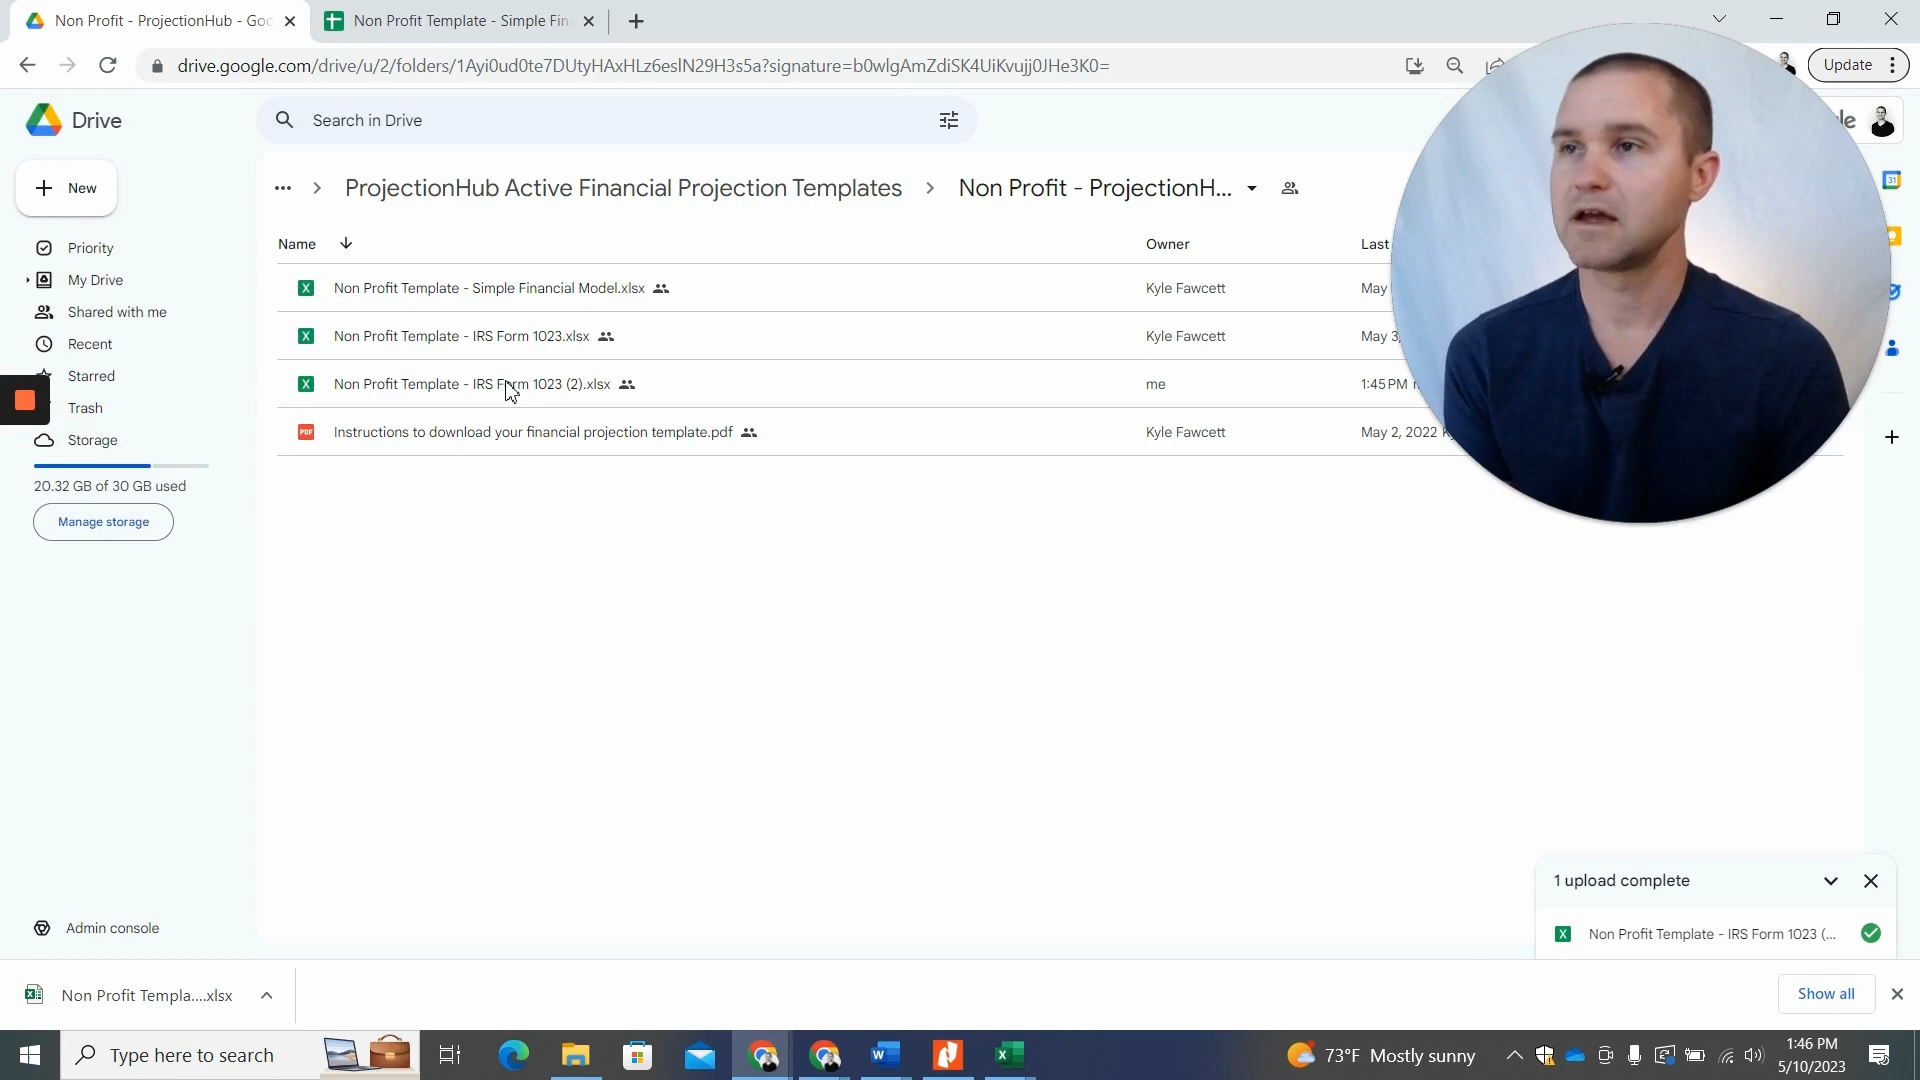 Non Profit - ProjectionHub - Goo
Non Profit Template - Simple Fin
drive.google.com/drive/u/2/folders/1Ayi0ud0te7DUtyHAxHLz6eslN29H3s5a?signature=b0wlgAmZdiSK4UiKvujj0JHe3K0=
Update
Drive
Search in Drive
New
ProjectionHub Active Financial Projection Templates
Non Profit - ProjectionH...
31
Name
Owner
Last
Priority
My Drive
Shared with me
Recent
Starred
Trash
Storage
20.32 GB of 30 GB used
Manage storage
Non Profit Template - Simple Financial Model.xlsx
Kyle Fawcett
May
Non Profit Template - IRS Form 1023.xlsx
Kyle Fawcett
May 3,
Non Profit Template - IRS Form 1023 (2).xlsx
me
1:45 PM
PDF
Instructions to download your financial projection template.pdf
Kyle Fawcett
May 2, 2022
Admin console
1 upload complete
Non Profit Template - IRS Form 1023 (...
Non Profit Templa....xlsx
Show all
Type here to search
73°F Mostly sunny
1:46 PM
5/10/2023